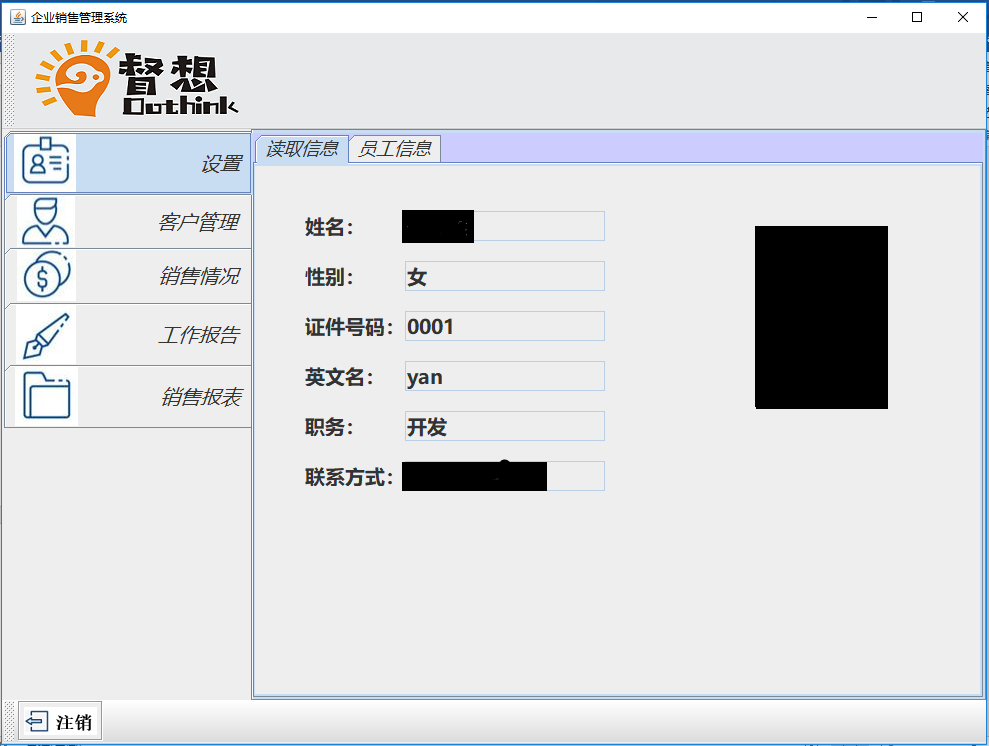 企业销售管理系统
督想
Duthink
设置
客户管理
销售情况
工作报告
销售报表
读取信息 员工信息
姓名：
性别： 女
证件号码： 0001
英文名： yan
职务： 开发
联系方式：
注销